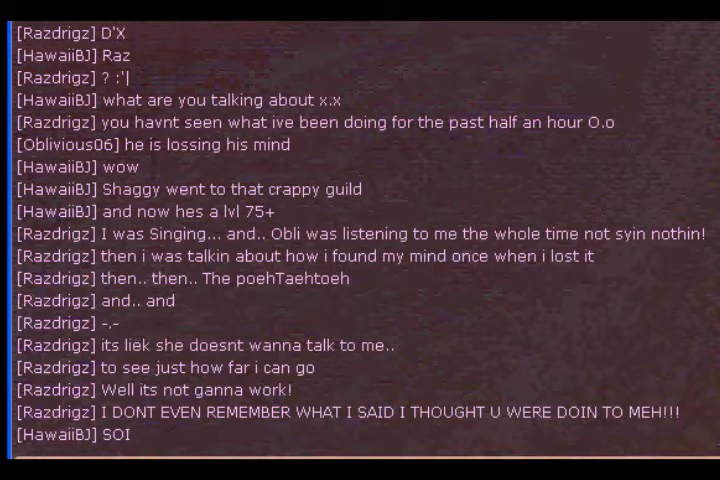 [Razdrigz] D'X
[HawaiiBJ] Raz
[Razdrigz] ? :'|
[HawaiiBJ] what are you talking about x.x
[Razdrigz] you havnt seen what ive been doing for the past half an hour O.o
[Oblivious06] he is lossing his mind
[HawaiiBJ] wow
[HawaiiBJ] Shaggy went to that crappy guild
[HawaiiBJ] and now hes a lvl 75+
[Razdrigz] I was Singing... and.. Obli was listening to me the whole time not syin nothin!
[Razdrigz] then i was talkin about how i found my mind once when i lost it
[Razdrigz] then.. then.. The poehTaehtoeh
[Razdrigz] and.. and
[Razdrigz] -.-
[Razdrigz] its liek she doesnt wanna talk to me..
[Razdrigz] to see just how far i can go
[Razdrigz] Well its not ganna work!
[Razdrigz] I DONT EVEN REMEMBER WHAT I SAID I THOUGHT U WERE DOIN TO MEH!!!
[HawaiiBJ] SOI